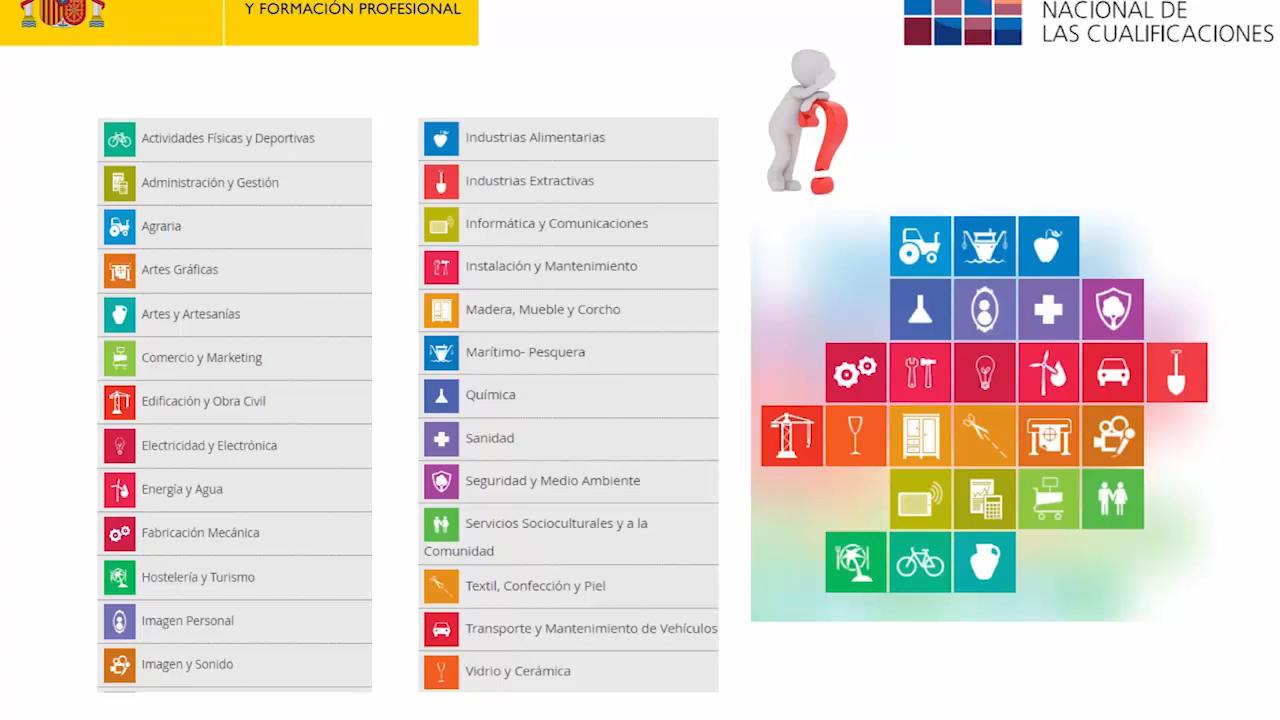 Y FORMACIÓN PROFESIONAL
NACIONAL DE
LAS CUALIFICACIONES
Actividades Físicas y Deportivas
Administración y Gestión
Agraria
Artes Gráficas
Artes y Artesanías
Comercio y Marketing
Edificación y Obra Civil
Electricidad y Electrónica
Energía y Agua
Fabricación Mecánica
Hostelería y Turismo
Imagen Personal
Imagen y Sonido
Industrias Alimentarias
Industrias Extractivas
Informática y Comunicaciones
Instalación y Mantenimiento
Madera, Mueble y Corcho
Marítimo- Pesquera
Química
Sanidad
Seguridad y Medio Ambiente
Servicios Socioculturales y a la
Comunidad
Textil, Confección y Piel
Transporte y Mantenimiento de Vehículos
Vidrio y Cerámica